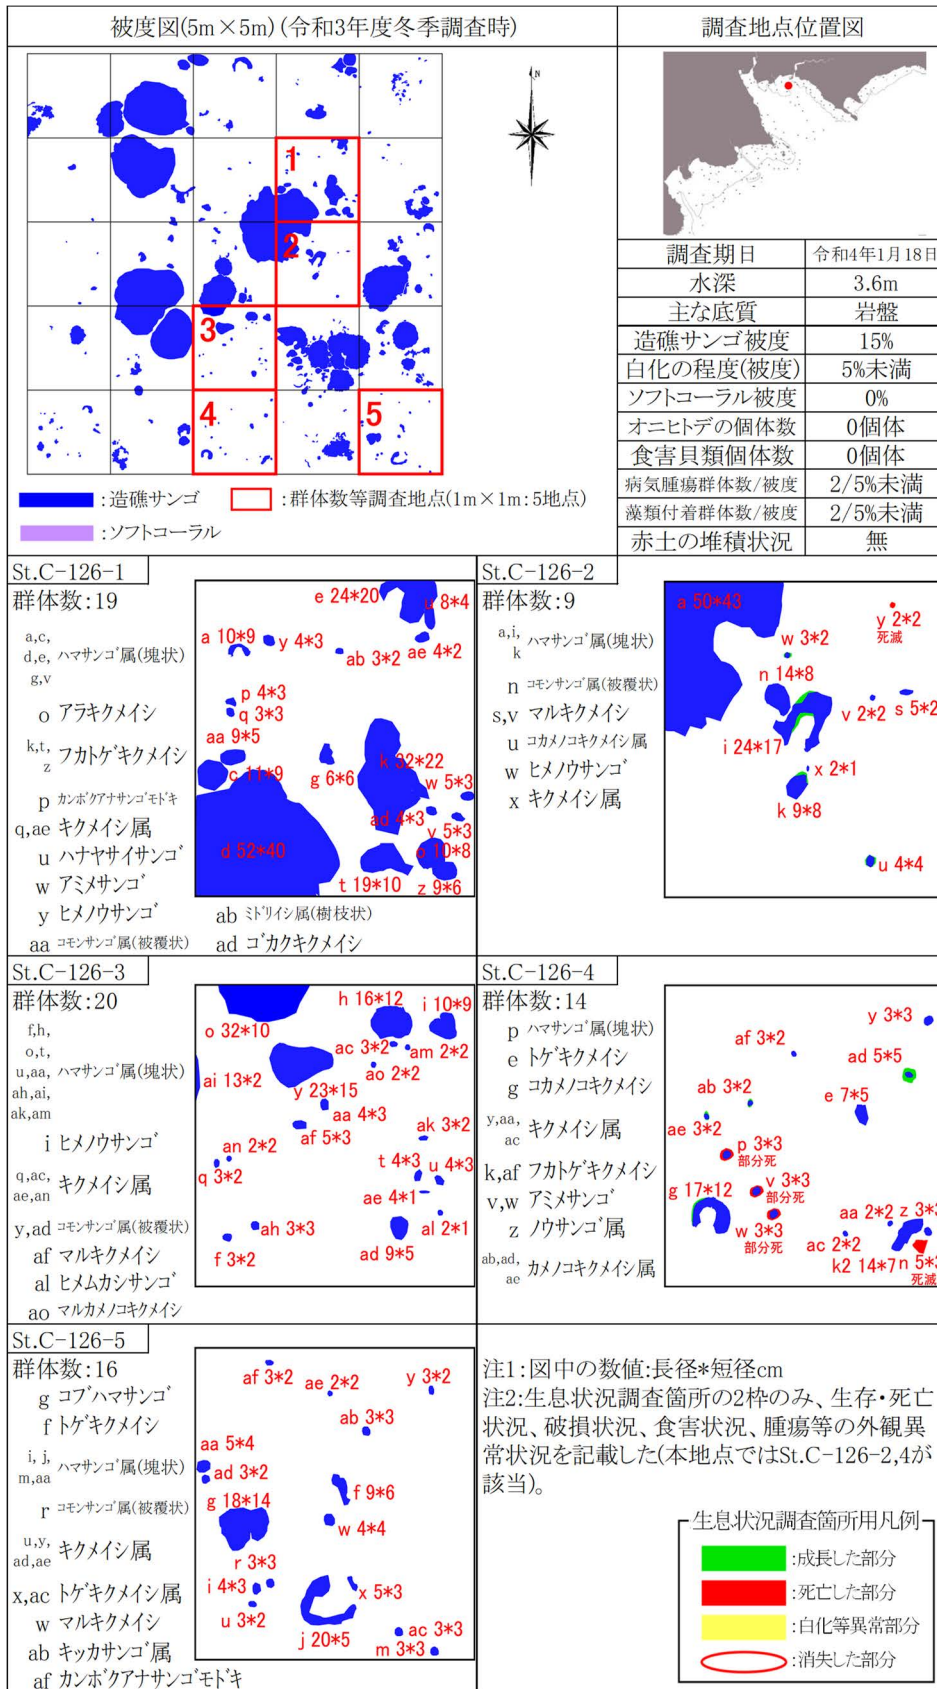 被度図(5m×5m)(令和3年度冬季調査時)
調査地点位置図
N
1
2
3
4
5
:造礁サンゴ
:群体数等調査地点(1m×1m:5地点)
:ソフトコーラル
調査期日 令和4年1月18日
水深 3.6m
主な底質 岩盤
造礁サンゴ被度 15%
白化の程度(被度) 5%未満
ソフトコーラル被度 0%
オニヒトデの個体数 0個体
食害貝類個体数 0個体
病気腫瘍群体数/被度 2/5%未満
藻類付着群体数/被度 2/5%未満
赤土の堆積状況 無
St.C-126-1
群体数:19
a,c,
d,e, ハマサンゴ属(塊状)
g,v
o アラキクメイシ
k,t, フカトゲキクメイシ
z
p カンボクアナサンゴモドキ
q,ae キクメイシ属
u ハナヤサイサンゴ
w アミメサンゴ
y ヒメノウサンゴ
aa コモンサンゴ属(被覆状)
ab ミドリイシ属(樹枝状)
ad ゴカクキクメイシ
e 24*20
u 8*4
a 10*9
y 4*3
ab 3*2
ae 4*2
p 4*3
q 3*3
aa 9*5
c 11*9
g 6*6
k 32*22
w 5*3
ad 4*3
v 5*3
d 52*40
o 10*8
t 19*10
z 9*6
St.C-126-2
群体数:9
a,i, ハマサンゴ属(塊状)
k
n コモンサンゴ属(被覆状)
s,v マルキクメイシ
u コカメノコキクメイシ属
w ヒメノウサンゴ
x キクメイシ属
a 50*43
y 2*2
死滅
w 3*2
n 14*8
v 2*2
s 5*2
i 24*17
x 2*1
k 9*8
u 4*4
St.C-126-3
群体数:20
f,h,
o,t,
u,aa, ハマサンゴ属(塊状)
ah,ai,
ak,am
i ヒメノウサンゴ
q,ac, キクメイシ属
ae,an
y,ad コモンサンゴ属(被覆状)
af マルキクメイシ
al ヒメムカシサンゴ
ao マルカメノコキクメイシ
h 16*12
i 10*9
o 32*10
ac 3*2
am 2*2
ao 2*2
ai 13*2
y 23*15
aa 4*3
af 5*3
ak 3*2
an 2*2
q 3*2
t 4*3
u 4*3
ae 4*1
ah 3*3
al 2*1
f 3*2
ad 9*5
St.C-126-4
群体数:14
p ハマサンゴ属(塊状)
e トゲキクメイシ
g コカメノコキクメイシ
y,aa, キクメイシ属
ac
k,af フカトゲキクメイシ
v,w アミメサンゴ
z ノウサンゴ属
ab,ad, カメノコキクメイシ属
ae
y 3*3
af 3*2
ad 5*5
ab 3*2
e 7*5
ae 3*2
p 3*3
部分死
v 3*3
部分死
g 17*12
w 3*3
部分死
aa 2*2
z 3*3
ac 2*2
k2 14*7
n 5*3
死滅
St.C-126-5
群体数:16
g コブハマサンゴ
f トゲキクメイシ
i, j, ハマサンゴ属(塊状)
m,aa
r コモンサンゴ属(被覆状)
u,y, キクメイシ属
ad,ae
x,ac トゲキクメイシ属
w マルキクメイシ
ab キッカサンゴ属
af カンボクアナサンゴモドキ
af 3*2
ae 2*2
y 3*2
ab 3*3
aa 5*4
ad 3*2
g 18*14
f 9*6
w 4*4
r 3*3
i 4*3
x 5*3
u 3*2
j 20*5
ac 3*3
m 3*3
注1:図中の数値:長径*短径cm
注2:生息状況調査箇所の2枠のみ、生存・死亡
状況、破損状況、食害状況、腫瘍等の外観異
常状況を記載した(本地点ではSt.C-126-2,4が
該当)。
生息状況調査箇所用凡例
:成長した部分
:死亡した部分
:白化等異常部分
:消失した部分